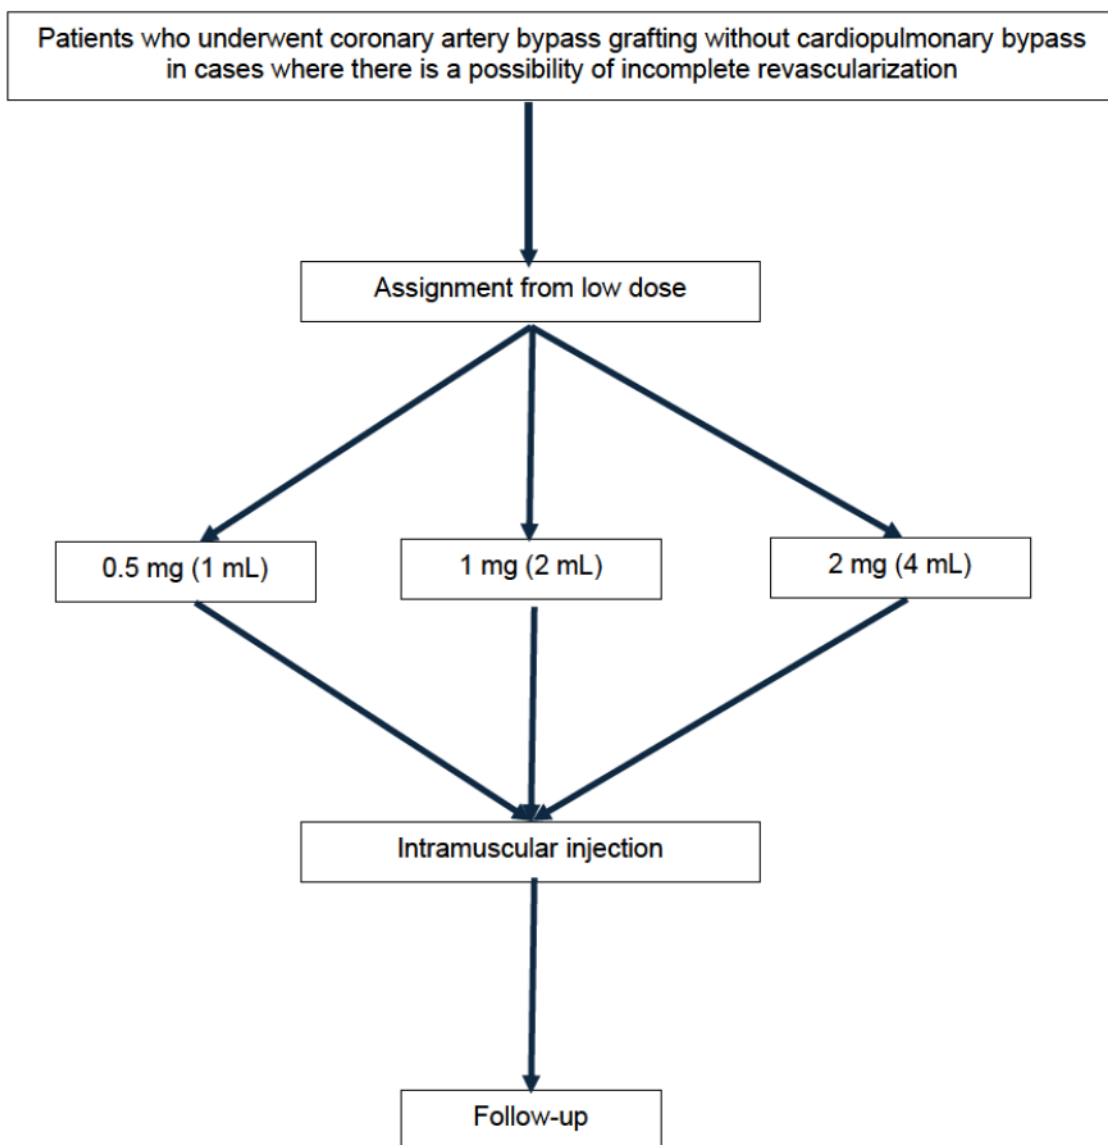 Patients who underwent coronary artery bypass grafting without cardiopulmonary bypass
in cases where there is a possibility of incomplete revascularization
Assignment from low dose
0.5 mg (1 mL)
1 mg (2 mL)
2 mg (4 mL)
Intramuscular injection
Follow-up